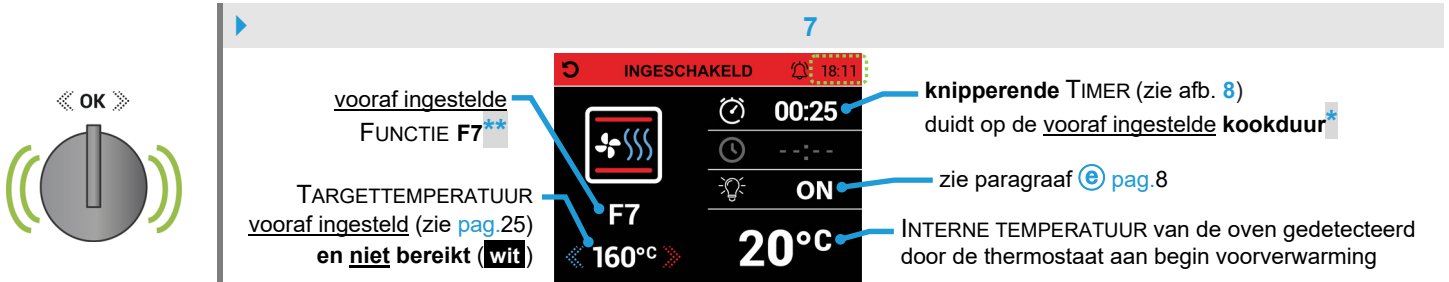 7
OK
vooraf ingestelde
FUNCTIE F7**
TARGETTEMPERATUUR
vooraf ingesteld (zie pag.25)
en niet bereikt (wit)
INGESCHAKELD 18:11
00:25
--:--
ON
F7
160°C
20°C
knipperende TIMER (zie afb. 8)
duidt op de vooraf ingestelde kookduur*
zie paragraaf e pag.8
INTERNE TEMPERATUUR van de oven gedetecteerd
door de thermostaat aan begin voorverwarming